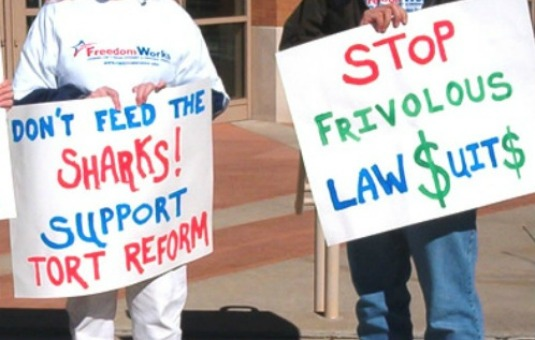 FreedomWorks
DON'T FEED THE
SHARKS!
SUPPORT
TORT REFORM
STOP
FRIVOLOUS
LAW$UIT$